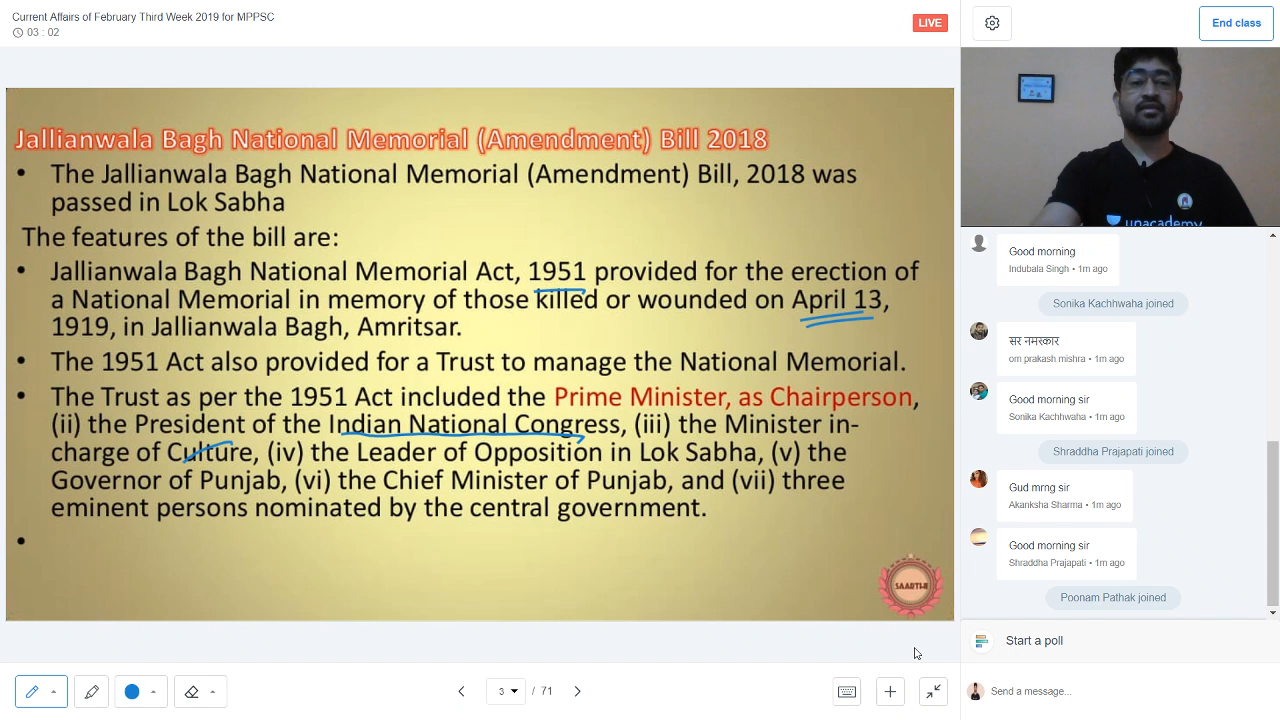 Current Affairs of February Third Week 2019 for MPPSC
03 : 02
LIVE
End class
Jallianwala Bagh National Memorial (Amendment) Bill 2018
• The Jallianwala Bagh National Memorial (Amendment) Bill, 2018 was
passed in Lok Sabha
The features of the bill are:
• Jallianwala Bagh National Memorial Act, 1951 provided for the erection of
a National Memorial in memory of those killed or wounded on April 13,
1919, in Jallianwala Bagh, Amritsar.
• The 1951 Act also provided for a Trust to manage the National Memorial.
• The Trust as per the 1951 Act included the Prime Minister, as Chairperson,
(ii) the President of the Indian National Congress, (iii) the Minister in-
charge of Culture, (iv) the Leader of Opposition in Lok Sabha, (v) the
Governor of Punjab, (vi) the Chief Minister of Punjab, and (vii) three
eminent persons nominated by the central government.
•
SAARTHI
unacademy
Good morning
Indubala Singh • 1m ago
Sonika Kachhwaha joined
सर नमस्कार
om prakash mishra • 1m ago
Good morning sir
Sonika Kachhwaha • 1m ago
Shraddha Prajapati joined
Gud mrng sir
Akanksha Sharma • 1m ago
Good morning sir
Shraddha Prajapati • 1m ago
Poonam Pathak joined
Start a poll
Send a message...
3 / 71